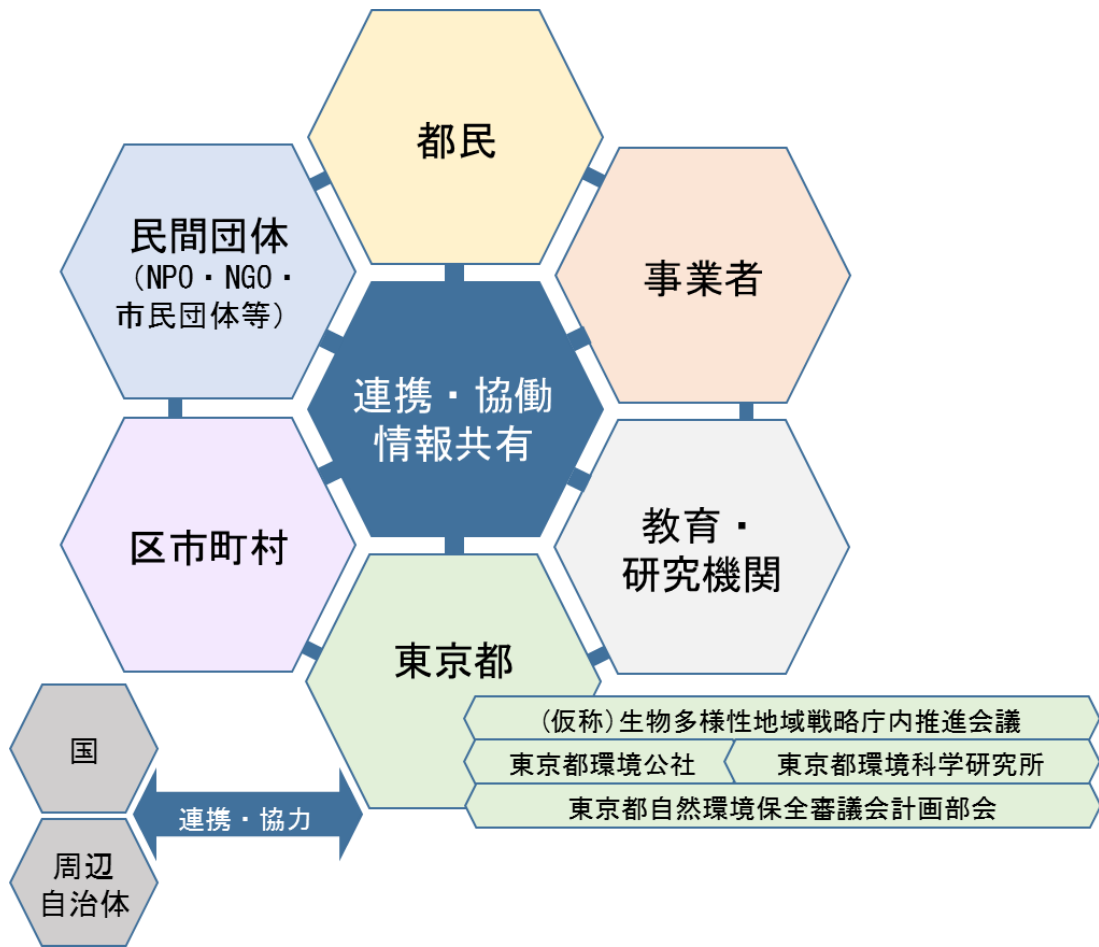 都民
民間団体
（NPO・NGO・
市民団体等）
事業者
連携・協働
情報共有
区市町村
教育・
研究機関
東京都
(仮称)生物多様性地域戦略庁内推進会議
東京都環境公社
東京都環境科学研究所
東京都自然環境保全審議会計画部会
国
連携・協力
周辺
自治体